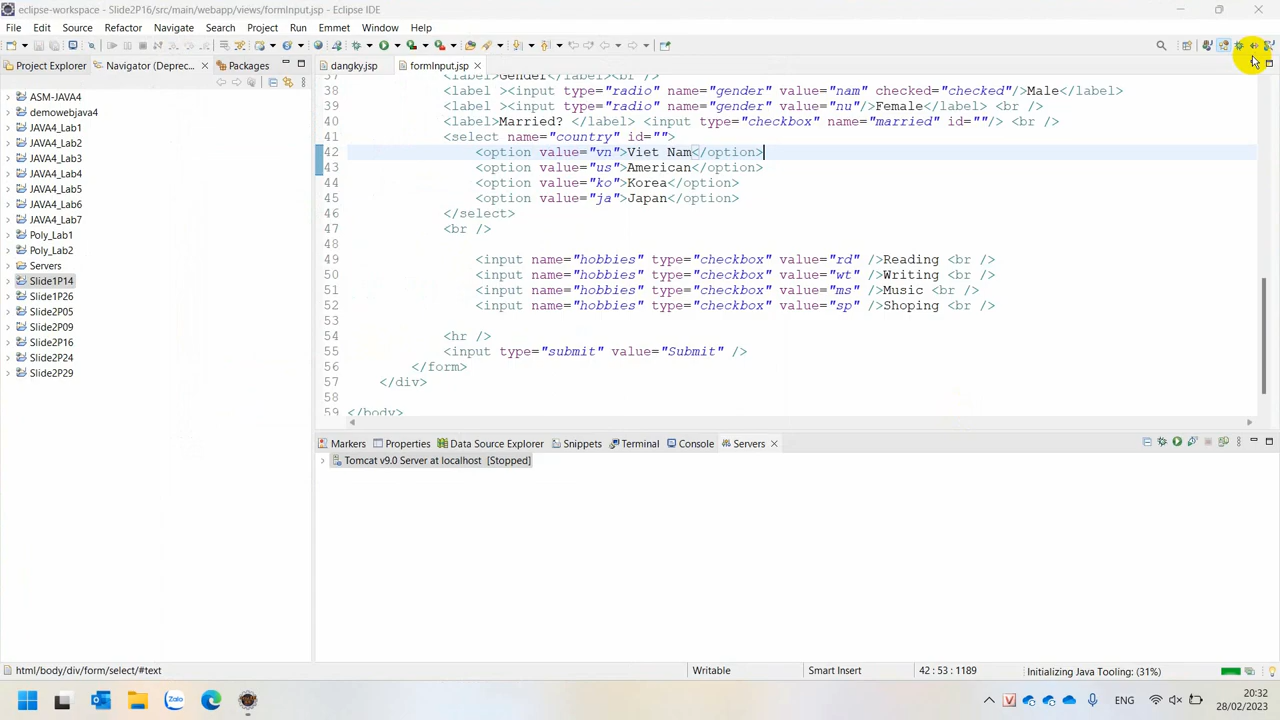 eclipse-workspace - Slide2P16/src/main/webapp/views/formInput.jsp - Eclipse IDE
File Edit Source Refactor Navigate Search Project Run Emmet Window Help
Project Explorer Navigator (Deprec... Packages
dangky.jsp formInput.jsp
ASM-JAVA4
demowebjava4
JAVA4_Lab1
JAVA4_Lab2
JAVA4_Lab3
JAVA4_Lab4
JAVA4_Lab5
JAVA4_Lab6
JAVA4_Lab7
Poly_Lab1
Poly_Lab2
Servers
Slide1P14
Slide1P26
Slide2P05
Slide2P09
Slide2P16
Slide2P24
Slide2P29
37 <label>Gender</label><br />
38 <label ><input type="radio" name="gender" value="nam" checked="checked"/>Male</label>
39 <label ><input type="radio" name="gender" value="nu"/>Female</label> <br />
40 <label>Married? </label> <input type="checkbox" name="married" id=""/> <br />
41 <select name="country" id="">
42 <option value="vn">Viet Nam</option>
43 <option value="us">American</option>
44 <option value="ko">Korea</option>
45 <option value="ja">Japan</option>
46 </select>
47 <br />
48
49 <input name="hobbies" type="checkbox" value="rd" />Reading <br />
50 <input name="hobbies" type="checkbox" value="wt" />Writing <br />
51 <input name="hobbies" type="checkbox" value="ms" />Music <br />
52 <input name="hobbies" type="checkbox" value="sp" />Shoping <br />
53
54 <hr />
55 <input type="submit" value="Submit" />
56 </form>
57 </div>
58
59 </body>
Markers Properties Data Source Explorer Snippets Terminal Console Servers
Tomcat v9.0 Server at localhost [Stopped]
html/body/div/form/select/#text Writable Smart Insert 42 : 53 : 1189 Initializing Java Tooling: (31%)
Zalo
ENG
20:32
28/02/2023